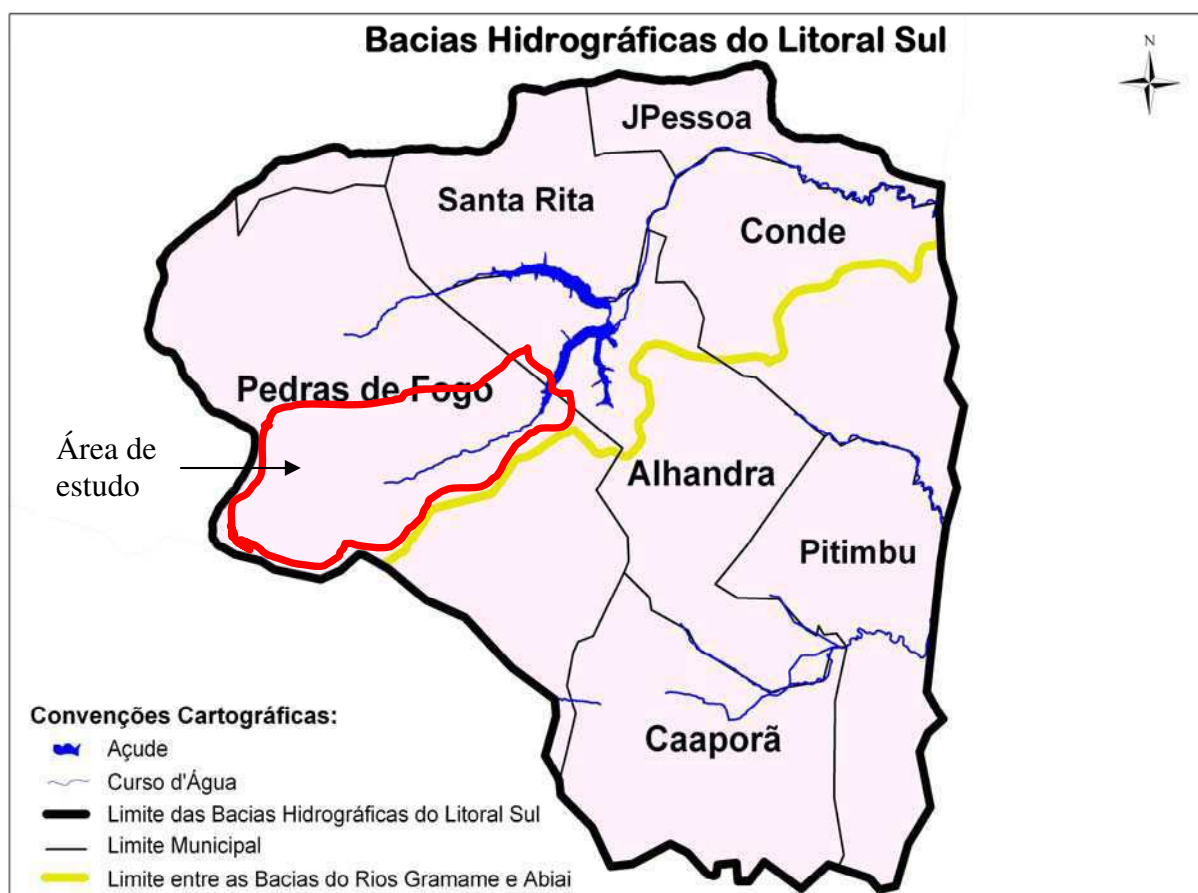 Bacias Hidrográficas do Litoral Sul
N
JPessoa
Santa Rita
Conde
Pedras de Fogo
Área de
estudo
Alhandra
Pitimbu
Caaporã
Convenções Cartográficas:
Açude
Curso d'Água
Limite das Bacias Hidrográficas do Litoral Sul
Limite Municipal
Limite entre as Bacias do Rios Gramame e Abiai